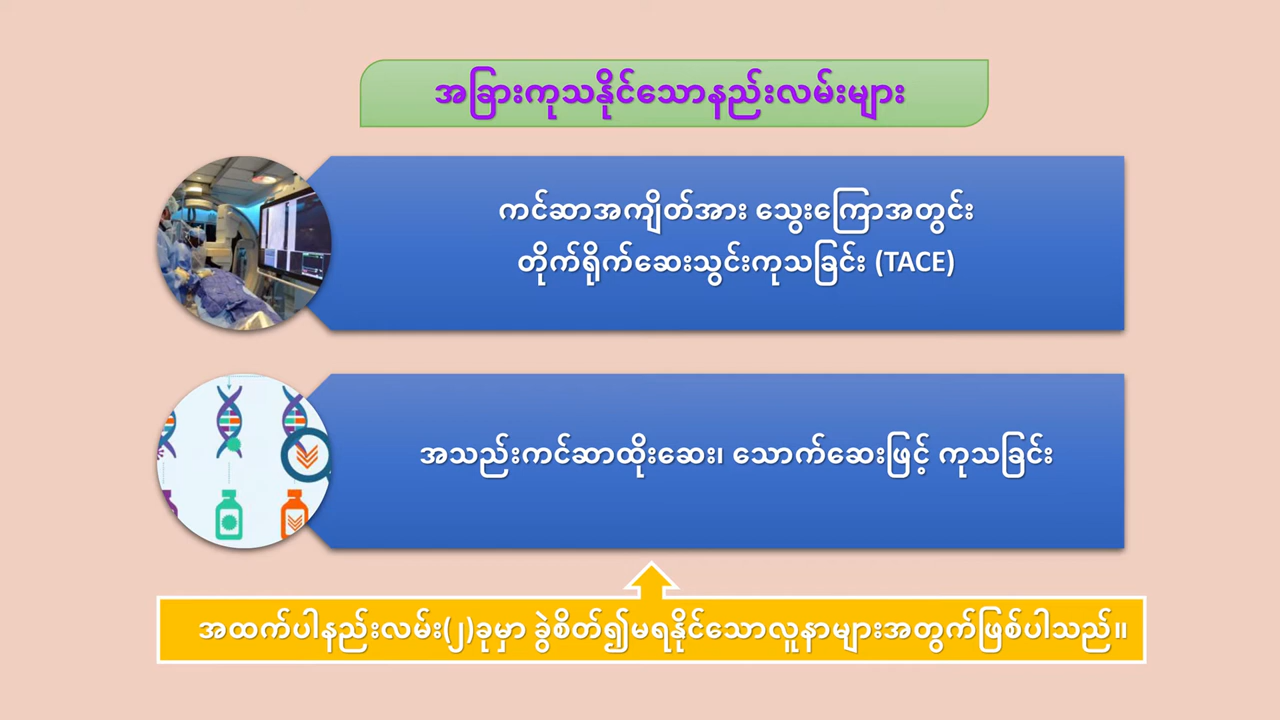 အခြားကုသနိုင်သောနည်းလမ်းများ
ကင်ဆာအကျိတ်အား သွေးကြောအတွင်း
တိုက်ရိုက်ဆေးသွင်းကုသခြင်း (TACE)
အသည်းကင်ဆာထိုးဆေး၊ သောက်ဆေးဖြင့် ကုသခြင်း
အထက်ပါနည်းလမ်း(၂)ခုမှာ ခွဲစိတ်၍မရနိုင်သောလူနာများအတွက်ဖြစ်ပါသည်။